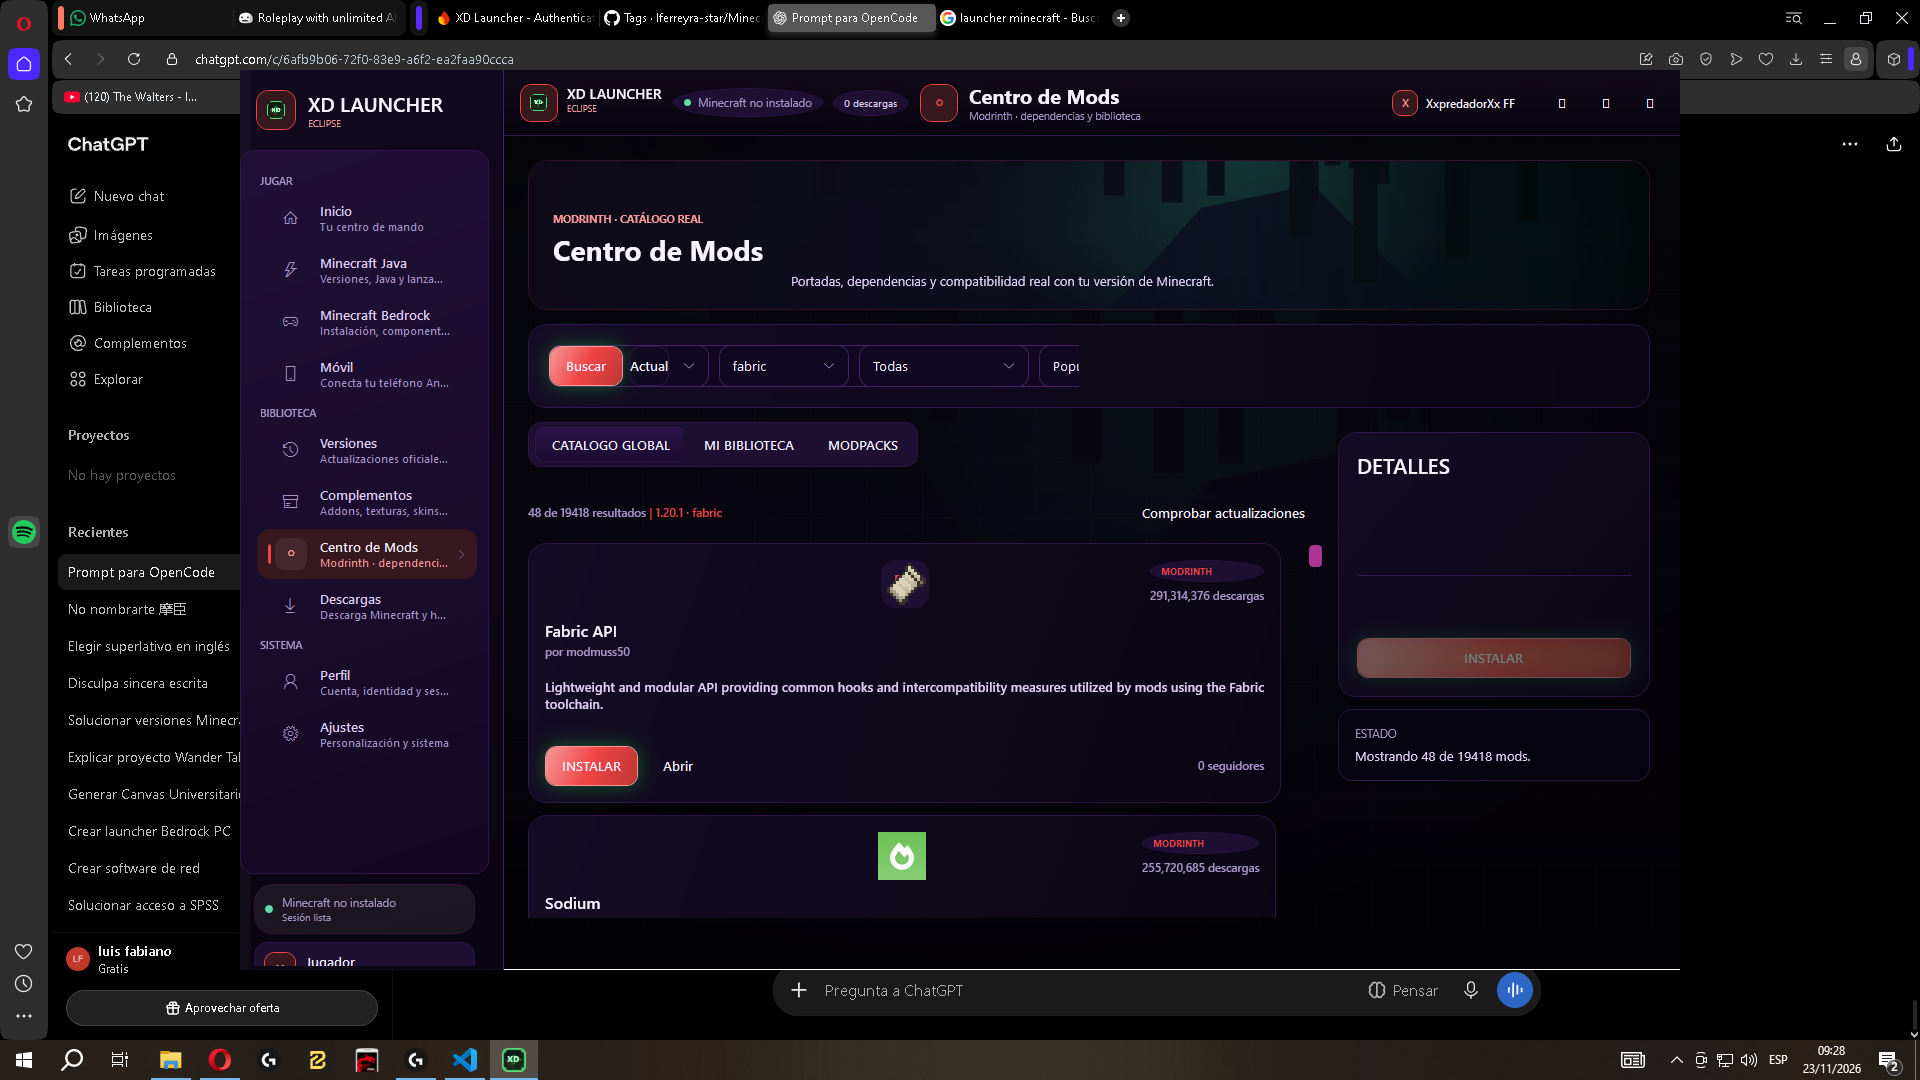 WhatsApp
Roleplay with unlimited AI
XD Launcher - Authenticat
Tags · lferreyra-star/Minec
Prompt para OpenCode
launcher minecraft - Busc
chatgpt.com/c/6afb9b06-72f0-83e9-a6f2-ea2faa90ccca
(120) The Walters - I...
ChatGPT
Nuevo chat
Imágenes
Tareas programadas
Biblioteca
Complementos
Explorar
Proyectos
No hay proyectos
Recientes
Prompt para OpenCode
No nombrarte 摩臣
Elegir superlativo en inglés
Disculpa sincera escrita
Solucionar versiones Minecra
Explicar proyecto Wander Tal
Generar Canvas Universitario
Crear launcher Bedrock PC
Crear software de red
Solucionar acceso a SPSS
LF
luis fabiano
Gratis
Aprovechar oferta
XD
XD LAUNCHER
ECLIPSE
JUGAR
Inicio
Tu centro de mando
Minecraft Java
Versiones, Java y lanza...
Minecraft Bedrock
Instalación, component...
Móvil
Conecta tu teléfono An...
BIBLIOTECA
Versiones
Actualizaciones oficiale...
Complementos
Addons, texturas, skins...
Centro de Mods
Modrinth · dependenci...
Descargas
Descarga Minecraft y h...
SISTEMA
Perfil
Cuenta, identidad y ses...
Ajustes
Personalización y sistema
Minecraft no instalado
Sesión lista
Jugador
XD
XD LAUNCHER
ECLIPSE
Minecraft no instalado
0 descargas
Centro de Mods
Modrinth · dependencias y biblioteca
X
XxpredadorXx FF
MODRINTH · CATÁLOGO REAL
Centro de Mods
Portadas, dependencias y compatibilidad real con tu versión de Minecraft.
Buscar
Actual
fabric
Todas
Popu
CATALOGO GLOBAL
MI BIBLIOTECA
MODPACKS
48 de 19418 resultados | 1.20.1 · fabric
Comprobar actualizaciones
MODRINTH
291,314,376 descargas
Fabric API
por modmuss50
Lightweight and modular API providing common hooks and intercompatibility measures utilized by mods using the Fabric
toolchain.
INSTALAR
Abrir
0 seguidores
MODRINTH
255,720,685 descargas
Sodium
DETALLES
INSTALAR
ESTADO
Mostrando 48 de 19418 mods.
Pregunta a ChatGPT
Pensar
XD
ESP
09:28
23/11/2026
2